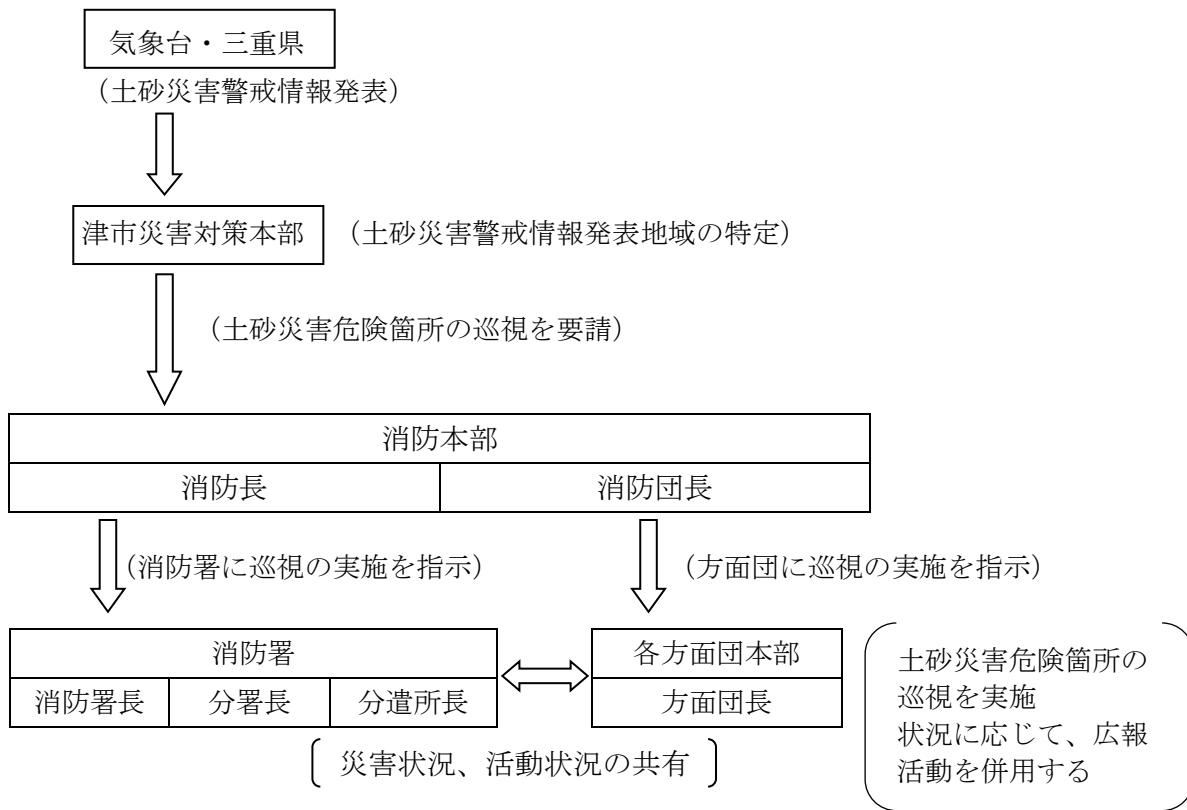 気象台・三重県
（土砂災害警戒情報発表）
津市災害対策本部
（土砂災害警戒情報発表地域の特定）
（土砂災害危険箇所の巡視を要請）
消防本部
消防長
消防団長
（消防署に巡視の実施を指示）
（方面団に巡視の実施を指示）
消防署
消防署長
分署長
分遣所長
各方面団本部
方面団長
土砂災害危険箇所の
巡視を実施
状況に応じて、広報
活動を併用する
災害状況、活動状況の共有